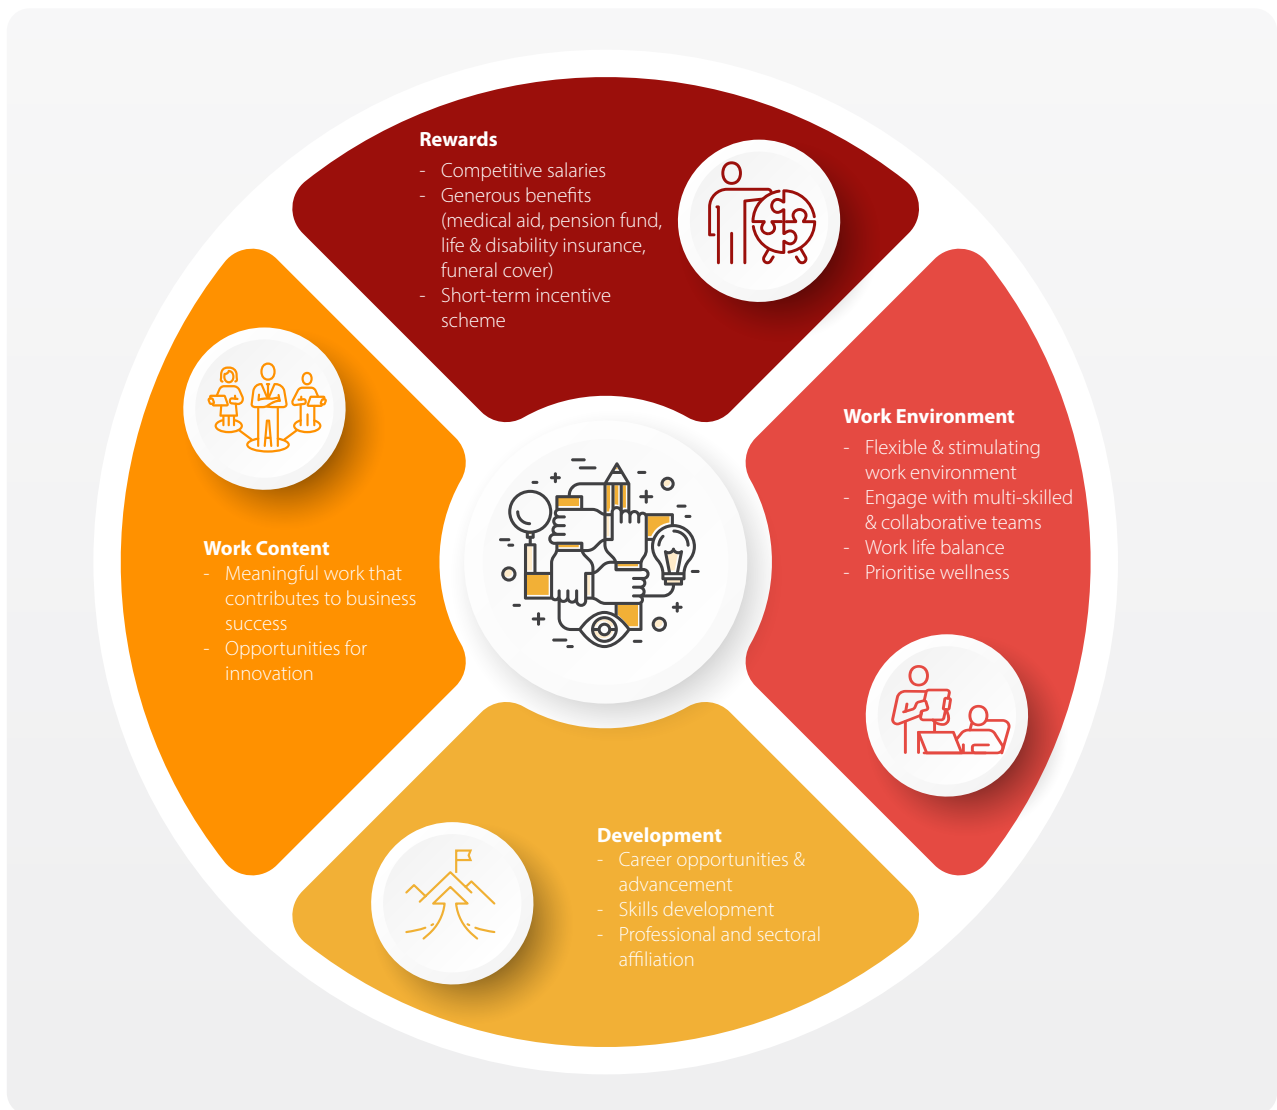 Rewards
- Competitive salaries
- Generous benefits
(medical aid, pension fund,
life & disability insurance,
funeral cover)
- Short-term incentive
scheme
Work Environment
- Flexible & stimulating
work environment
- Engage with multi-skilled
& collaborative teams
- Work life balance
- Prioritise wellness
Work Content
- Meaningful work that
contributes to business
success
- Opportunities for
innovation
Development
- Career opportunities &
advancement
- Skills development
- Professional and sectoral
affiliation